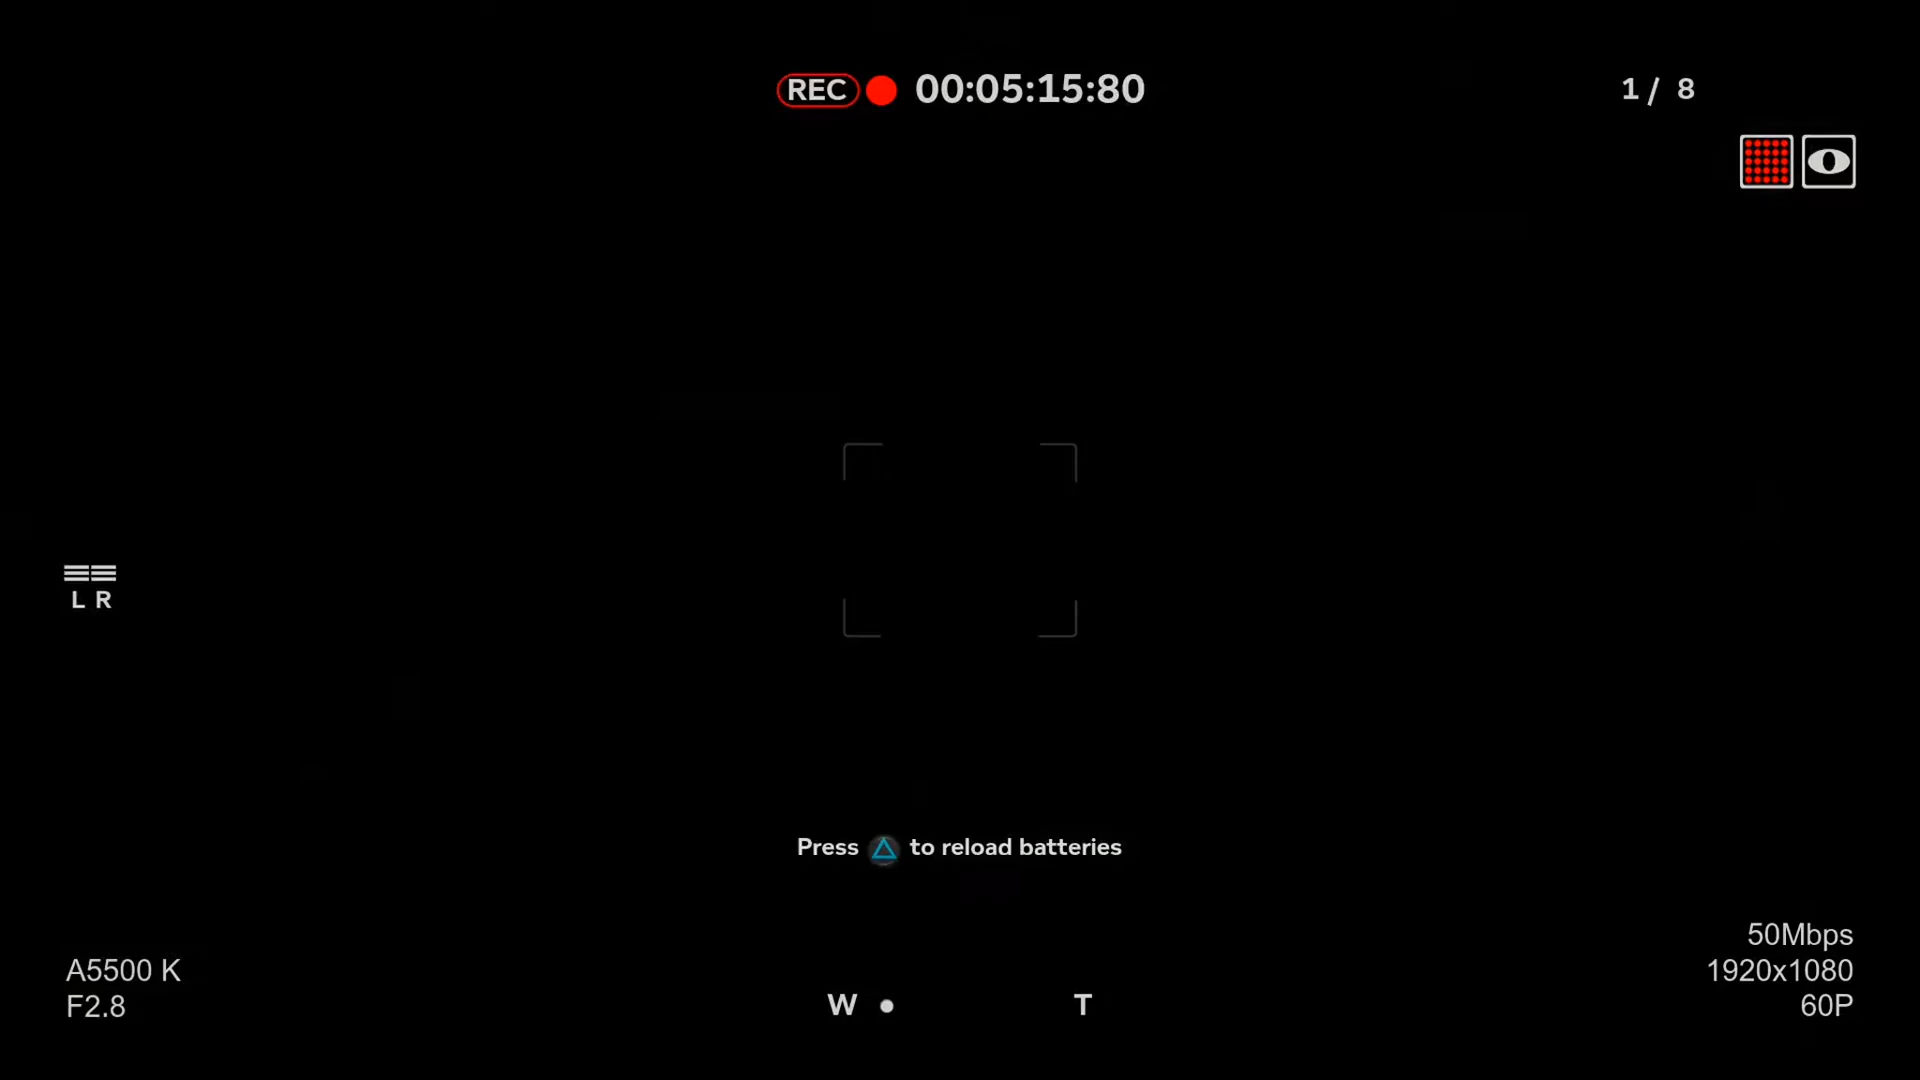 REC 00:05:15:80
1 / 8
L R
Press to reload batteries
A5500 K
F2.8
W T
50Mbps
1920x1080
60P